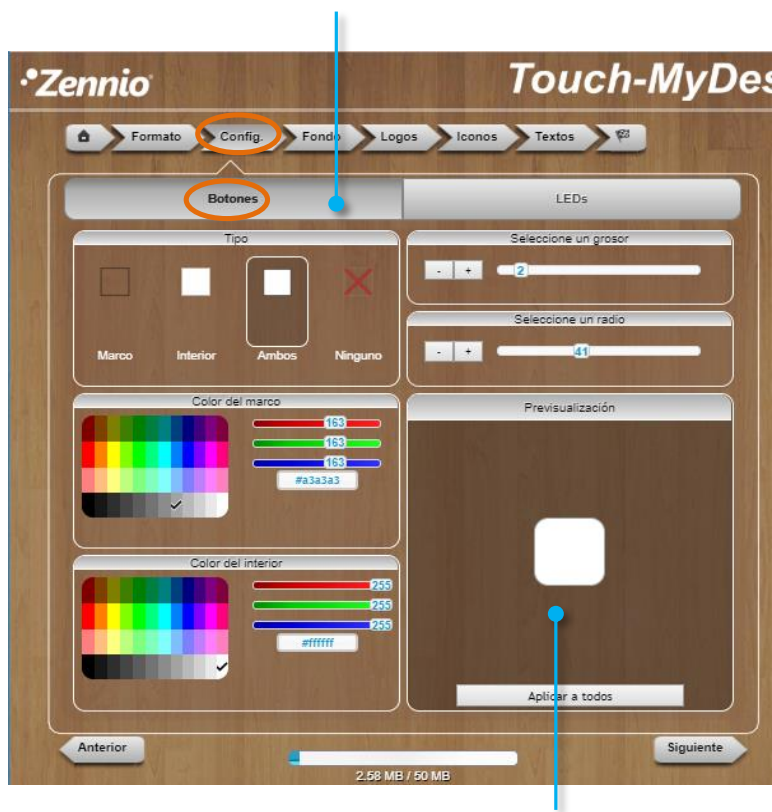 Zennio
Touch-MyDes
Formato Config. Fondo Logos Iconos Textos
Botones LEDs
Tipo
Marco Interior Ambos Ninguno
Seleccione un grosor
- + 2
Seleccione un radio
- + 41
Color del marco
163
163
163
#a3a3a3
Previsualización
Color del interior
255
255
255
#ffffff
Aplicar a todos
Anterior
Siguiente
2.58 MB / 50 MB